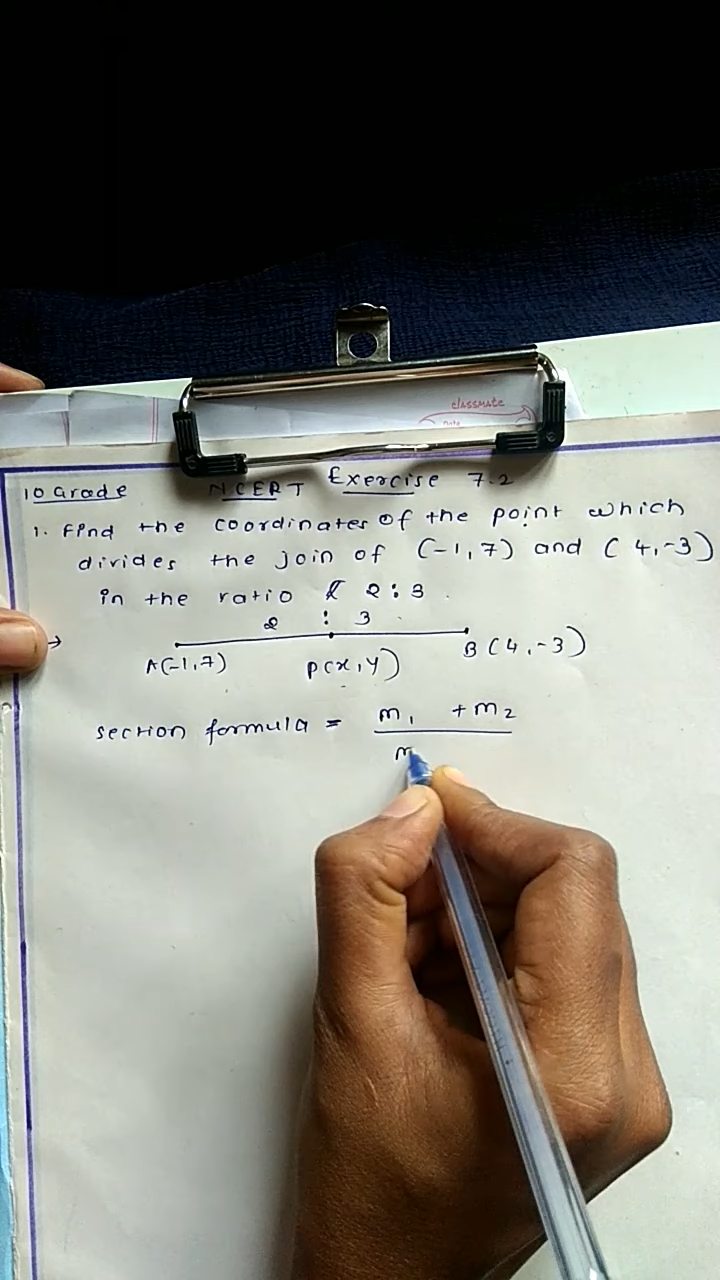 classmate
10 Grade NCERT Exercise 7.2
1. Find the coordinates of the point which
divides the join of (-1,7) and (4,-3)
in the ratio 2:3.
2 : 3
A(-1,7) P(x,y) B(4,-3)
section formula = m₁ + m₂
m